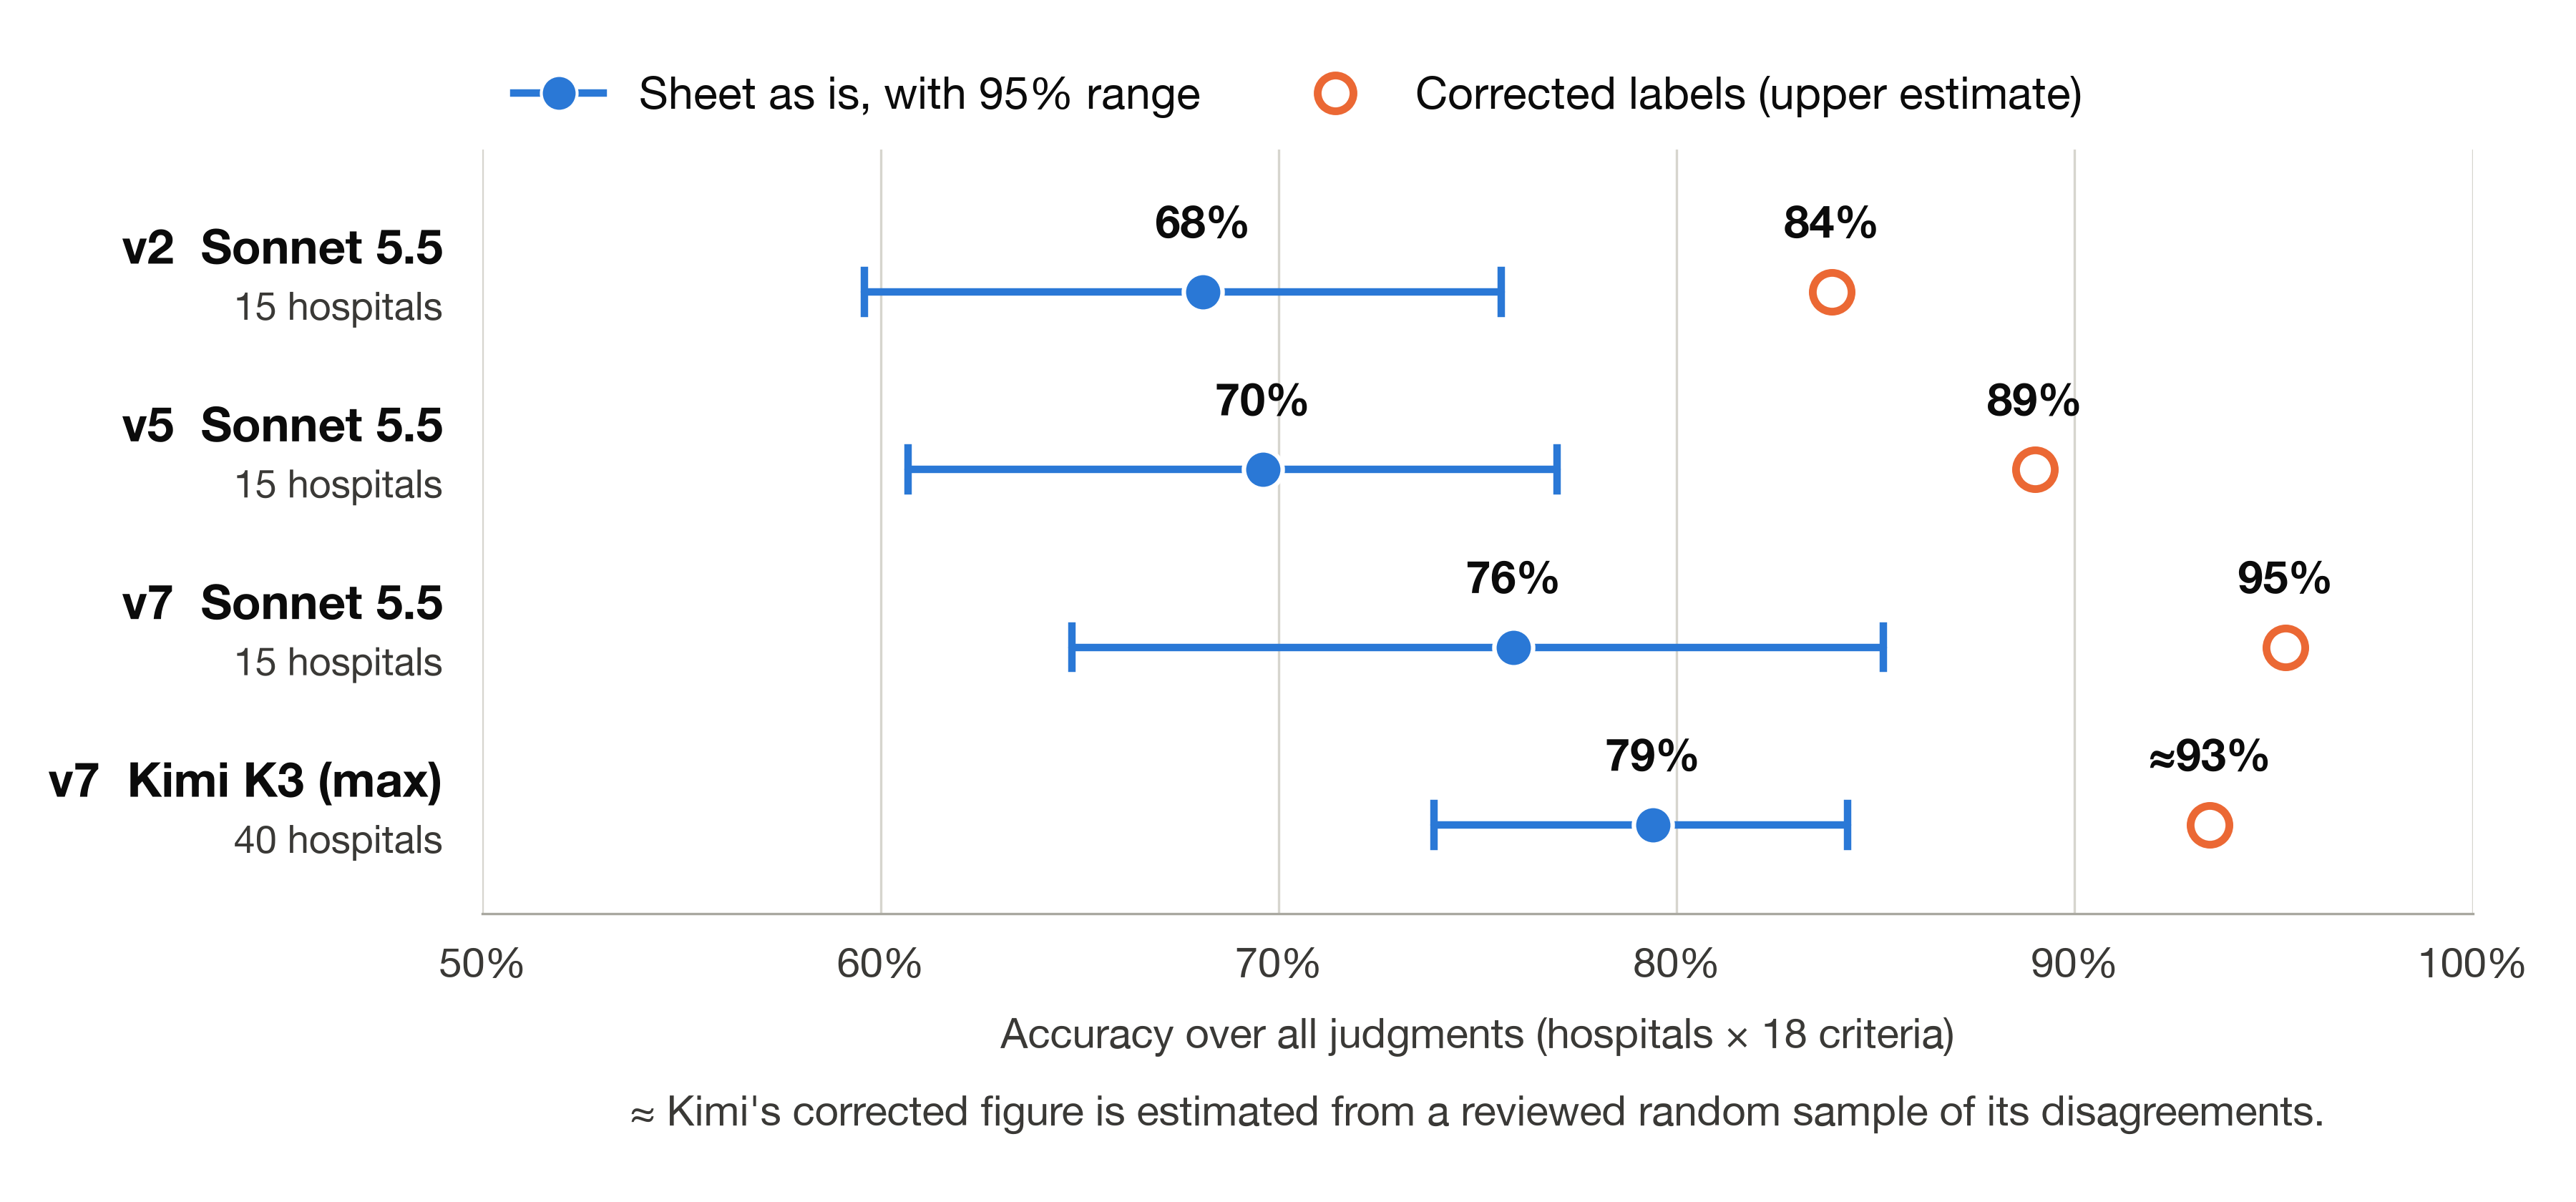 Sheet as is, with 95% range
Corrected labels (upper estimate)
68%
84%
v2 Sonnet 5.5
15 hospitals
70%
89%
v5 Sonnet 5.5
15 hospitals
76%
95%
v7 Sonnet 5.5
15 hospitals
79%
≈93%
v7 Kimi K3 (max)
40 hospitals
50%
60%
70%
80%
90%
100%
Accuracy over all judgments (hospitals × 18 criteria)
≈ Kimi's corrected figure is estimated from a reviewed random sample of its disagreements.